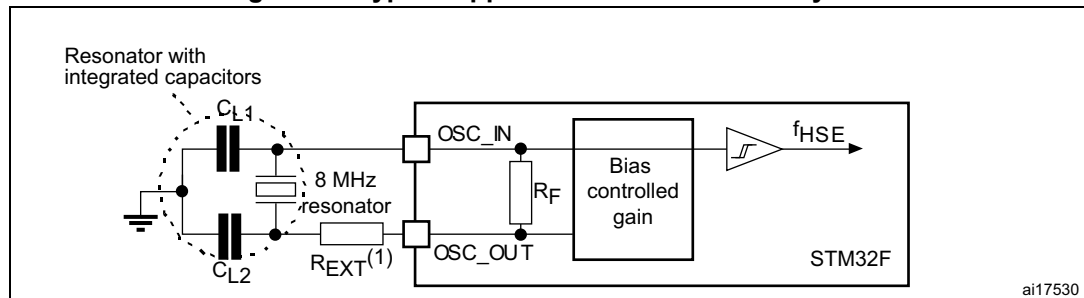 Resonator with
integrated capacitors
CL1
OSC_IN
fHSE
8 MHz
resonator
RF
Bias
controlled
gain
CL2
REXT(1)
OSC_OUT
STM32F
ai17530